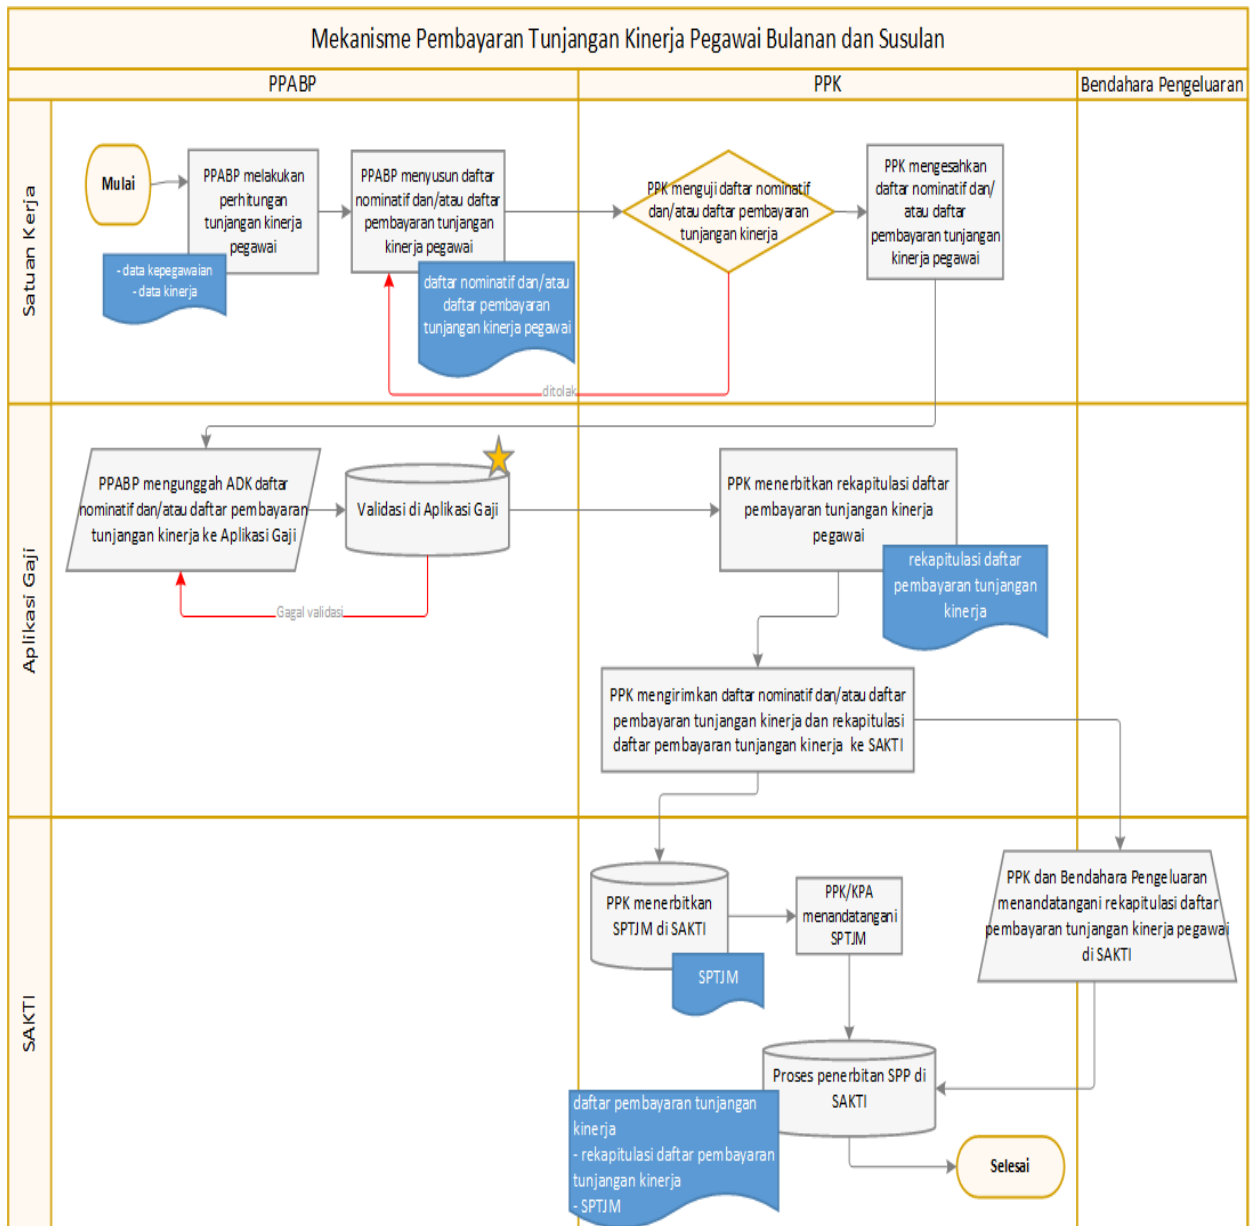 Mekanisme Pembayaran Tunjangan Kinerja Pegawai Bulanan dan Susulan
PPABP
PPK
Bendahara Pengeluaran
Satuan Kerja
Mulai
PPABP melakukan
perhitungan
tunjangan kinerja
pegawai
- data kepegawaian
- data kinerja
PPABP menyusun daftar
nominatif dan/atau daftar
pembayaran tunjangan
kinerja pegawai
daftar nominatif dan/atau
daftar pembayaran
tunjangan kinerja pegawai
PPK menguji daftar nominatif
dan/atau daftar pembayaran
tunjangan kinerja
PPK mengesahkan
daftar nominatif dan/
atau daftar
pembayaran tunjangan
kinerja pegawai
ditolak
Aplikasi Gaji
PPABP mengunggah ADK daftar
nominatif dan/atau daftar pembayaran
tunjangan kinerja ke Aplikasi Gaji
Validasi di Aplikasi Gaji
Gagal validasi
PPK menerbitkan rekapitulasi daftar
pembayaran tunjangan kinerja
pegawai
rekapitulasi daftar
pembayaran tunjangan
kinerja
PPK mengirimkan daftar nominatif dan/atau daftar
pembayaran tunjangan kinerja dan rekapitulasi
daftar pembayaran tunjangan kinerja ke SAKTI
SAKTI
PPK menerbitkan
SPTJM di SAKTI
SPTJM
PPK/KPA
menandatangani
SPTJM
PPK dan Bendahara Pengeluaran
menandatangani rekapitulasi daftar
pembayaran tunjangan kinerja pegawai
di SAKTI
Proses penerbitan SPP di
SAKTI
daftar pembayaran tunjangan
kinerja
- rekapitulasi daftar pembayaran
tunjangan kinerja
- SPTJM
Selesai